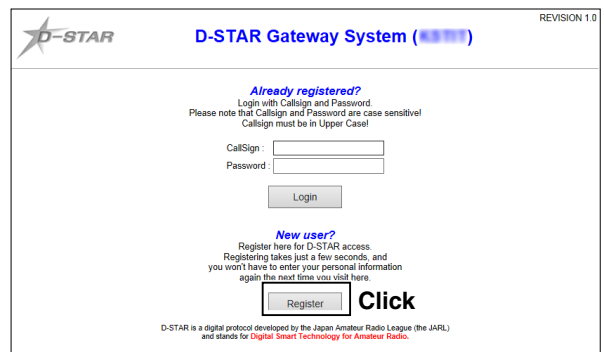 REVISION 1.0
D-STAR
D-STAR Gateway System ( )
Already registered?
Login with Callsign and Password.
Please note that Callsign and Password are case sensitive!
Callsign must be in Upper Case!
CallSign :
Password :
Login
New user?
Register here for D-STAR access.
Registering takes just a few seconds, and
you won't have to enter your personal information
again the next time you visit here.
Register
Click
D-STAR is a digital protocol developed by the Japan Amateur Radio League (the JARL)
and stands for Digital Smart Technology for Amateur Radio.